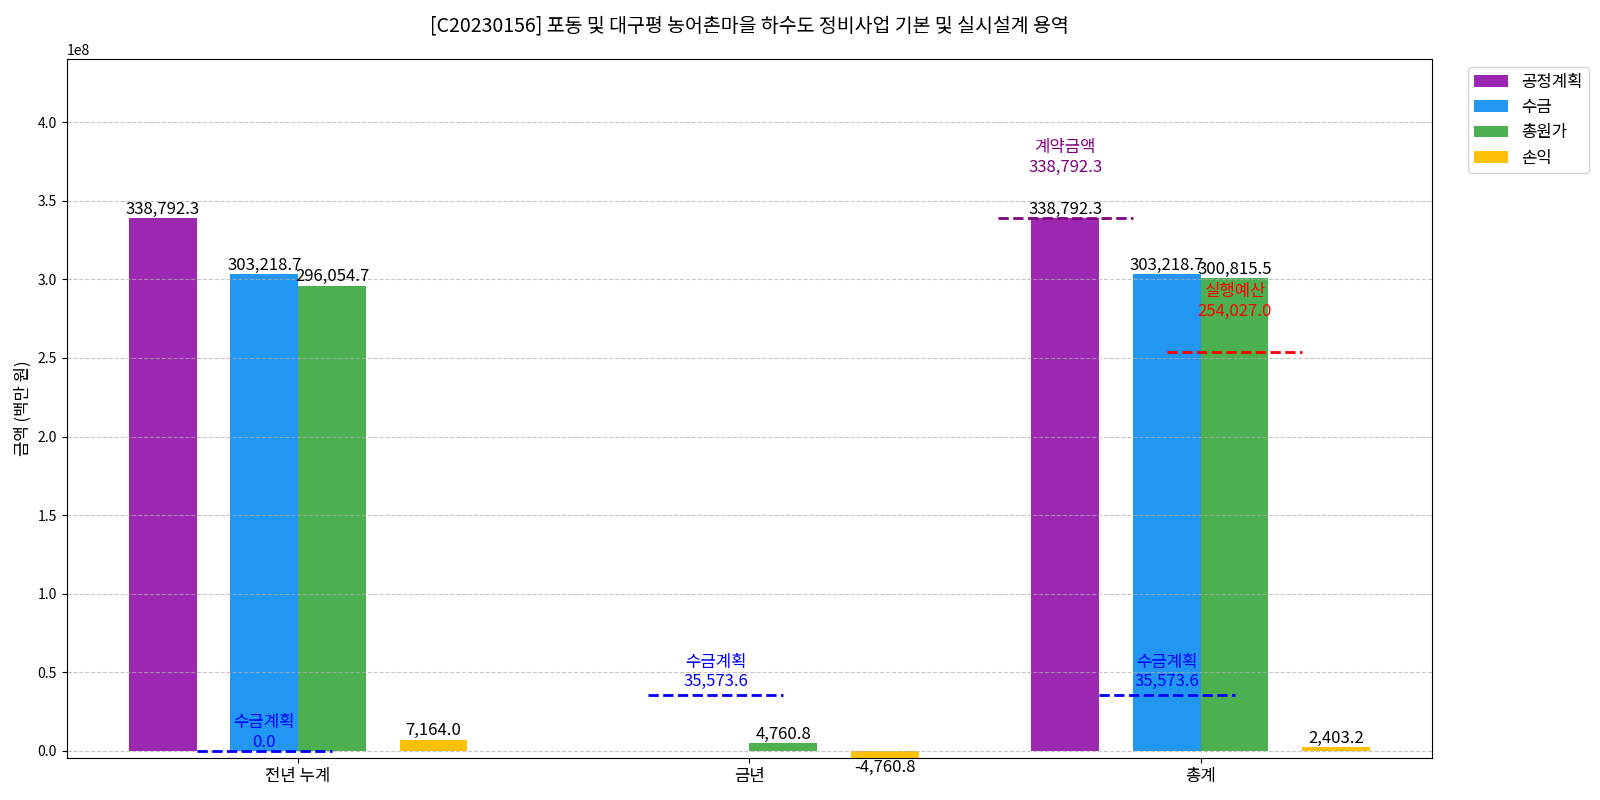 [C20230156] 포동 및 대구평 농어촌마을 하수도 정비사업 기본 및 실시설계 용역
1e8
공정계획
수금
총원가
손익
금액 (백만 원)
4.0
3.5
3.0
2.5
2.0
1.5
1.0
0.5
0.0
계약금액
338,792.3
338,792.3
303,218.7
296,054.7
338,792.3
303,218.7
300,815.5
실행예산
254,027.0
수금계획
35,573.6
수금계획
35,573.6
수금계획
0.0
7,164.0
4,760.8
-4,760.8
2,403.2
전년 누계
금년
총계